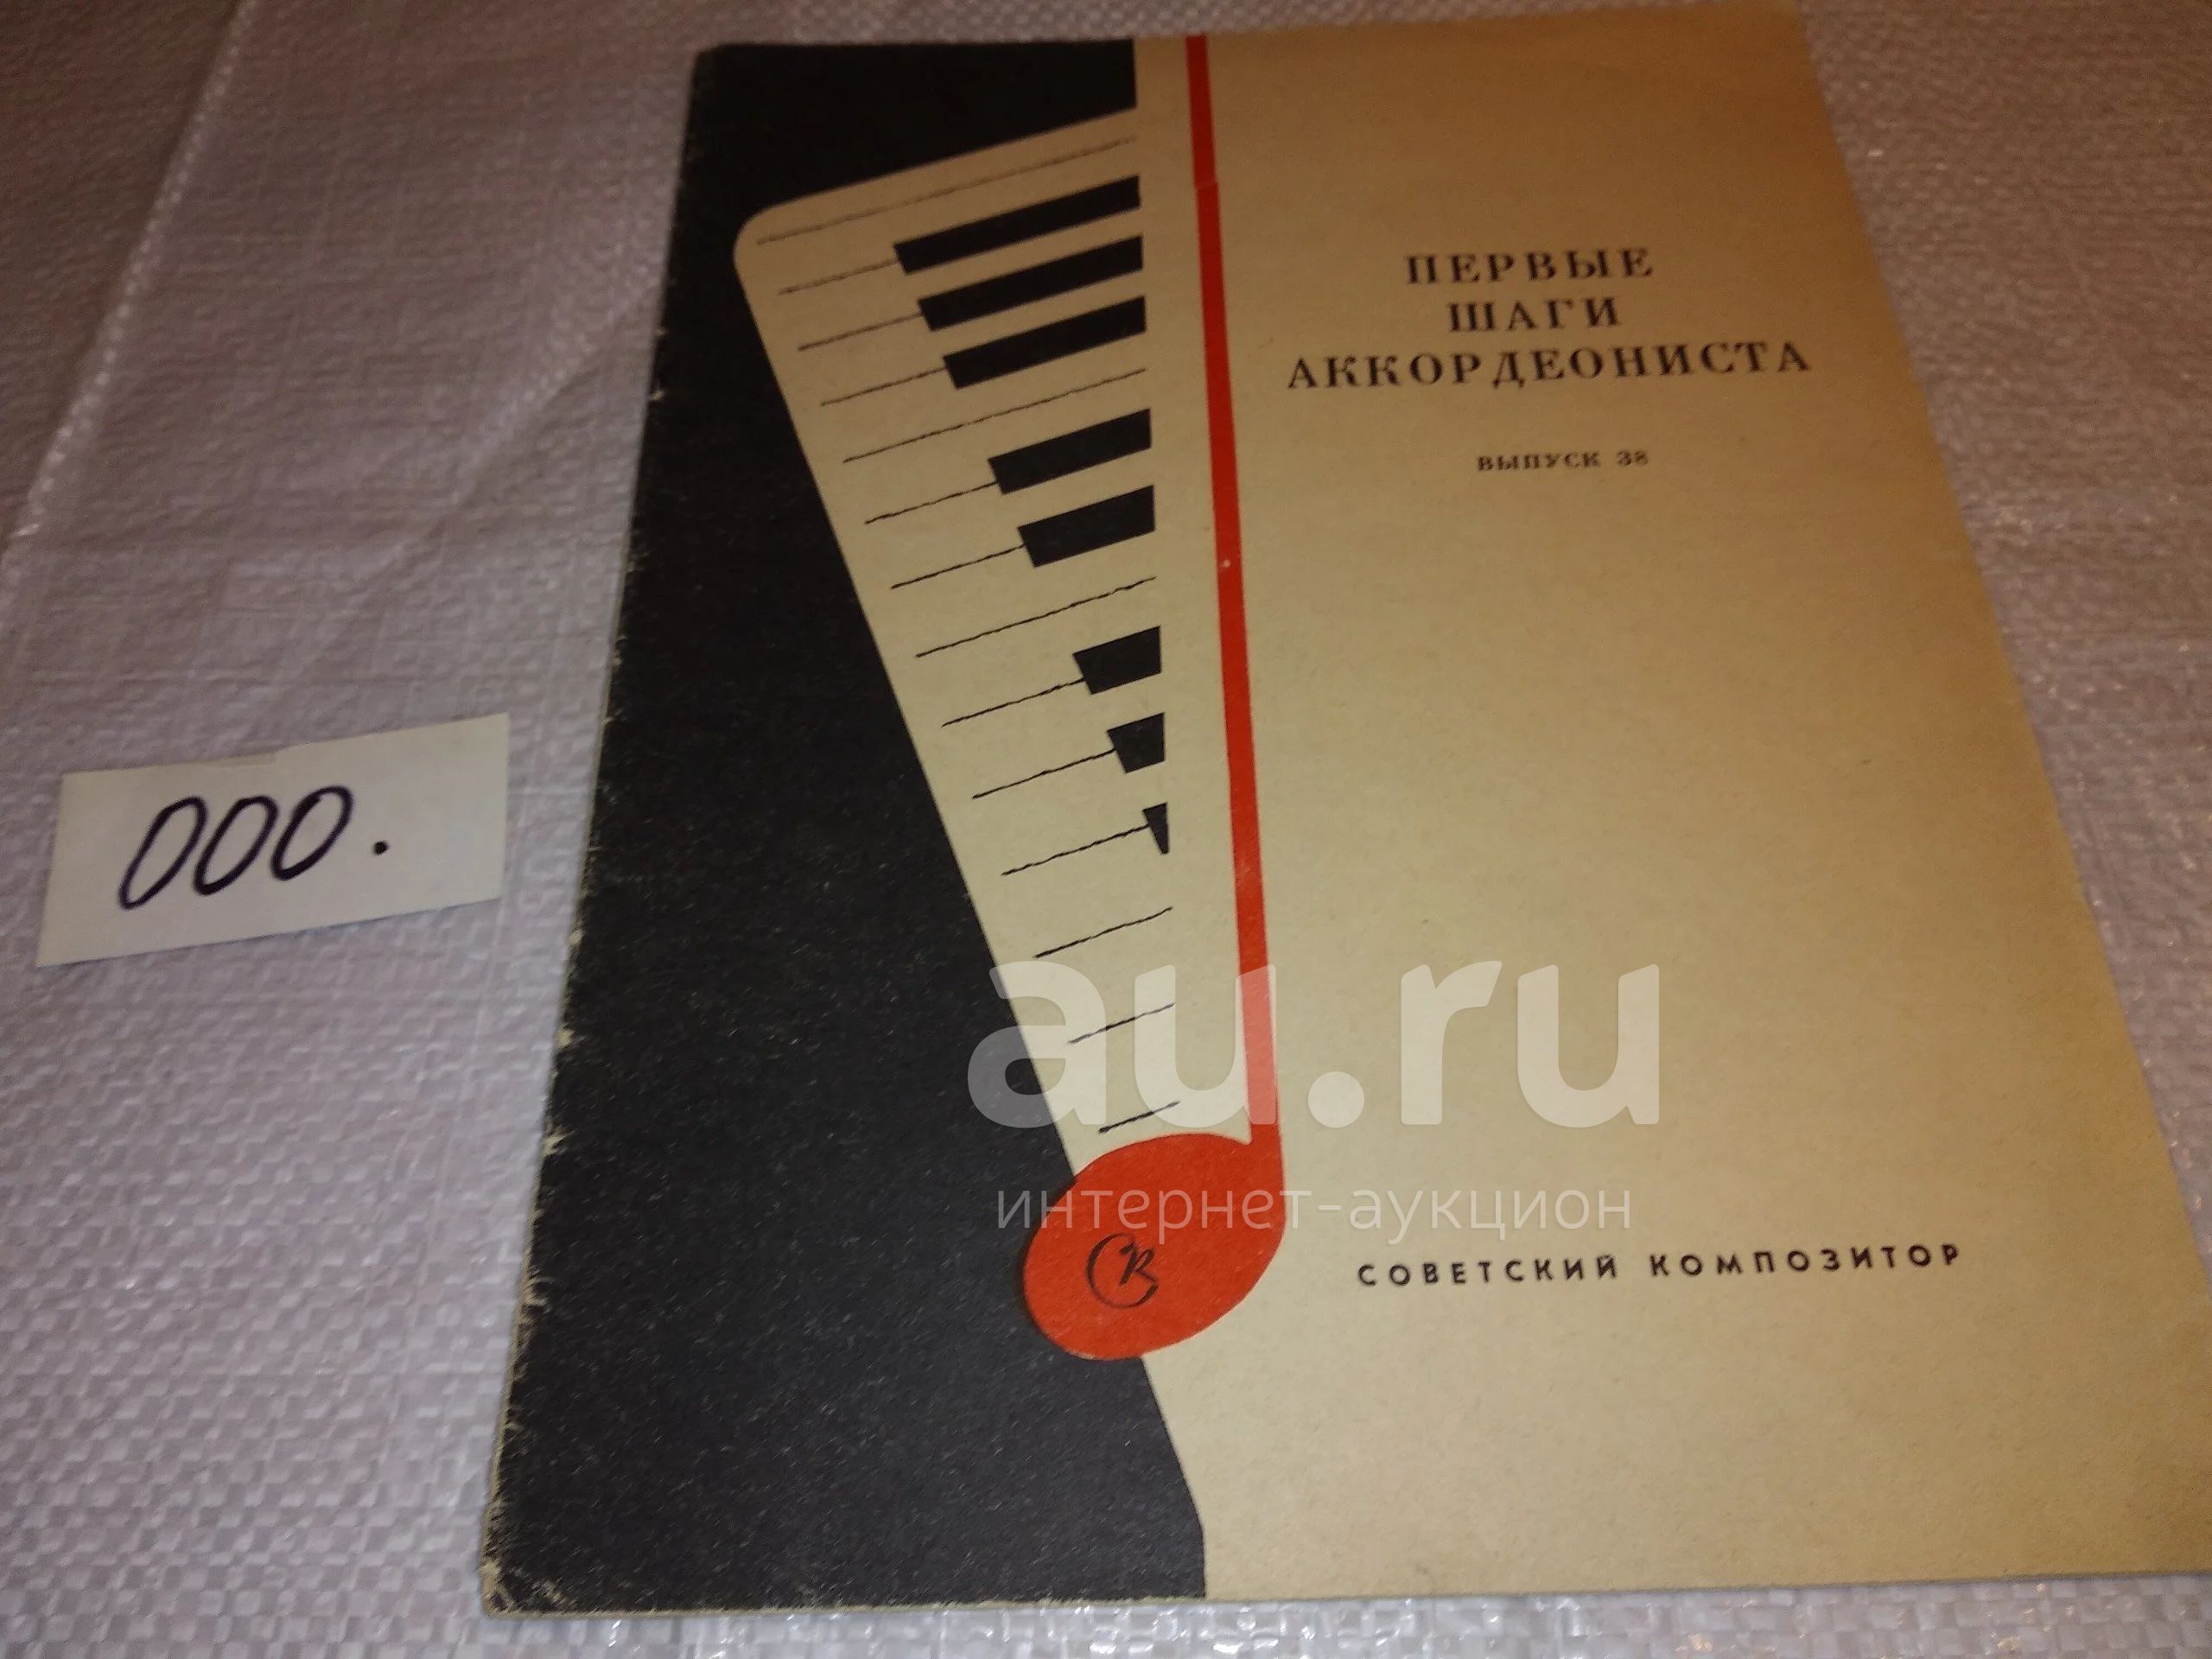 ПЕРВЫЕ
ШАГИ
АККОРДЕОНИСТА
ВЫПУСК 38
000.
au.ru
интернет-аукцион
СК
СОВЕТСКИЙ КОМПОЗИТОР